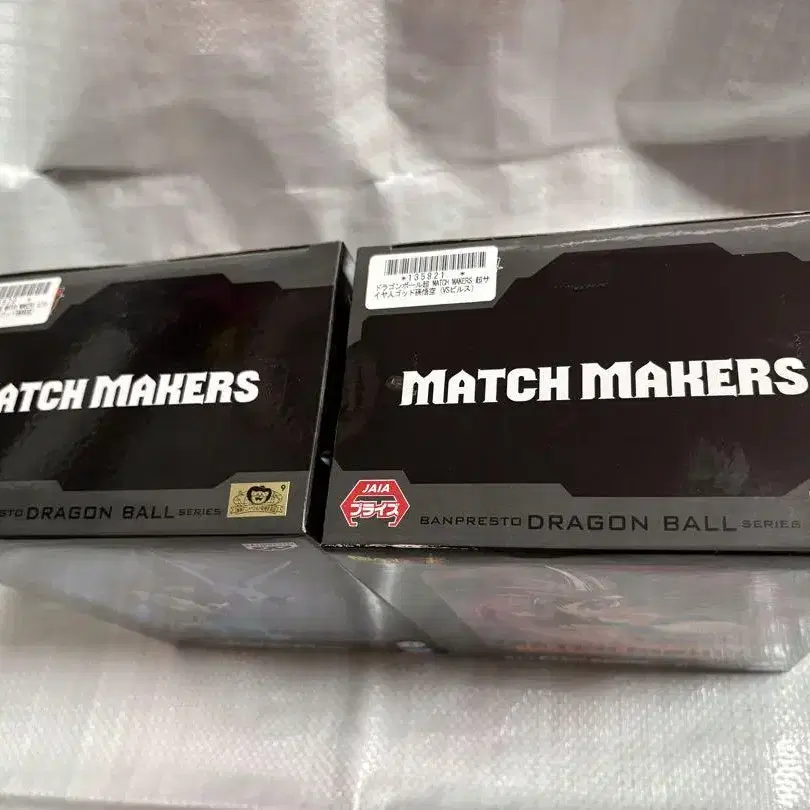 *135821 *
ドラゴンボール超 MATCH MAKERS 超サ
イヤ人ゴッド孫悟空 (VSビルス)
ATCH MAKERS
MATCH MAKERS
STO DRAGON BALL SERIES
9
JAIA
プライズ
BANPRESTO DRAGON BALL SERIES